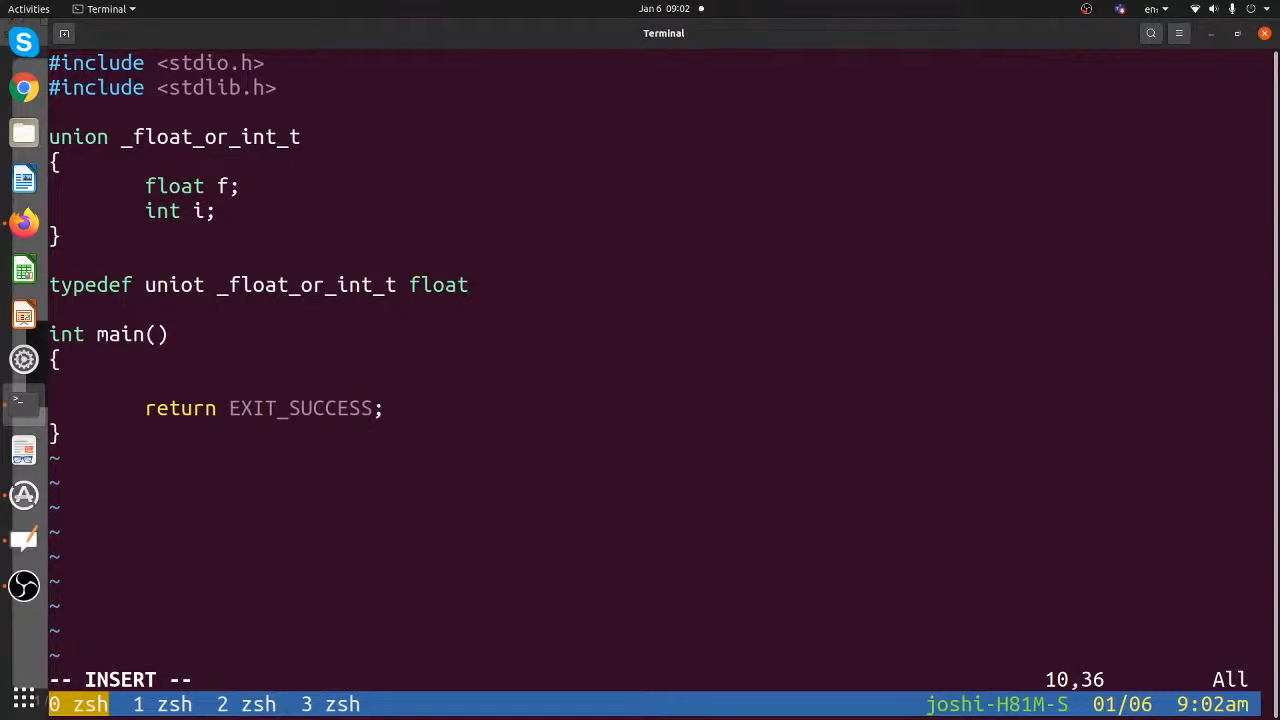 Activities Terminal Jan 6 09:02 en
Terminal
#include <stdio.h>
#include <stdlib.h>
union _float_or_int_t
{
float f;
int i;
}
typedef uniot _float_or_int_t float
int main()
{
return EXIT_SUCCESS;
}
~
~
~
~
~
~
~
~
~
-- INSERT -- 10,36 All
0 zsh 1 zsh 2 zsh 3 zsh joshi-H81M-S 01/06 9:02am